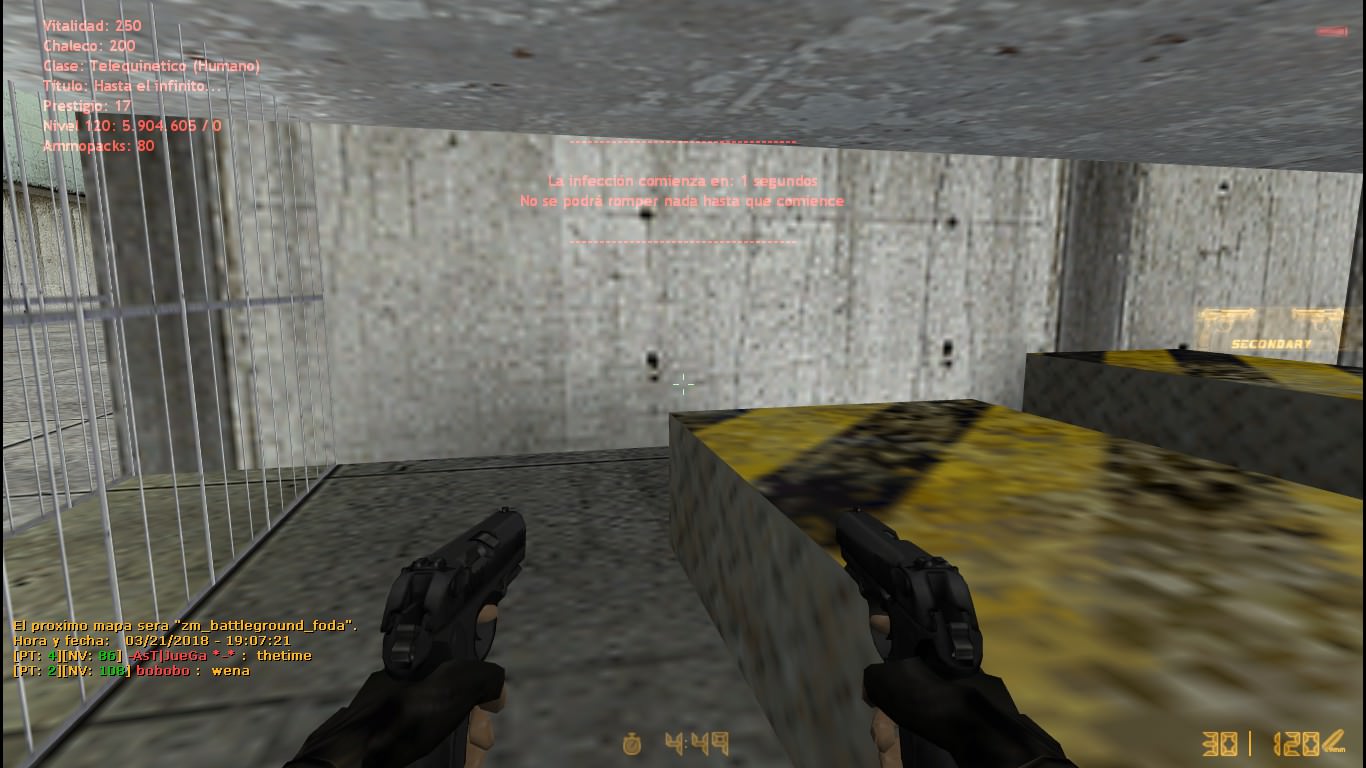 Vitalidad: 250
Chaleco: 200
Clase: Telequinetico (Humano)
Titulo: Hasta el infinito...
Prestigio: 17
Nivel 120: 5.904.605 / 0
Ammopacks: 80
----------------------------------------
La infección comienza en: 1 segundos
No se podrá romper nada hasta que comience
----------------------------------------
SECONDARY
El proximo mapa sera "zm_battleground_foda".
Hora y fecha: 03/21/2018 - 19:07:21
[PT: 4][NV: 86] -AsT|JueGa *-* : thetime
[PT: 2][NV: 108] bobobo : wena
4:49
30 | 120